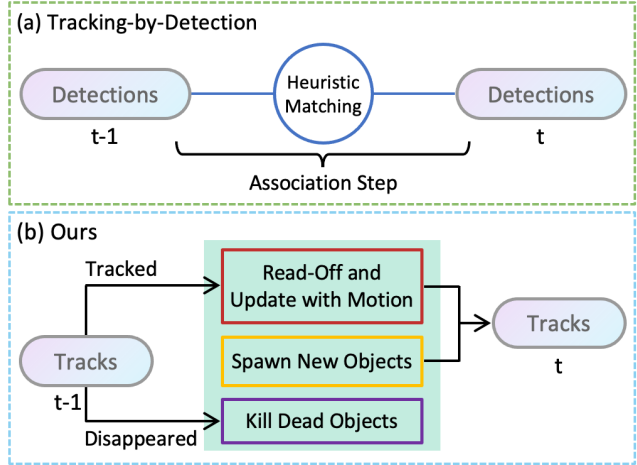 (a) Tracking-by-Detection
Detections
Heuristic
Matching
Detections
t-1
t
Association Step
(b) Ours
Tracked
Read-Off and
Update with Motion
Tracks
Tracks
Spawn New Objects
t
t-1
Disappeared
Kill Dead Objects